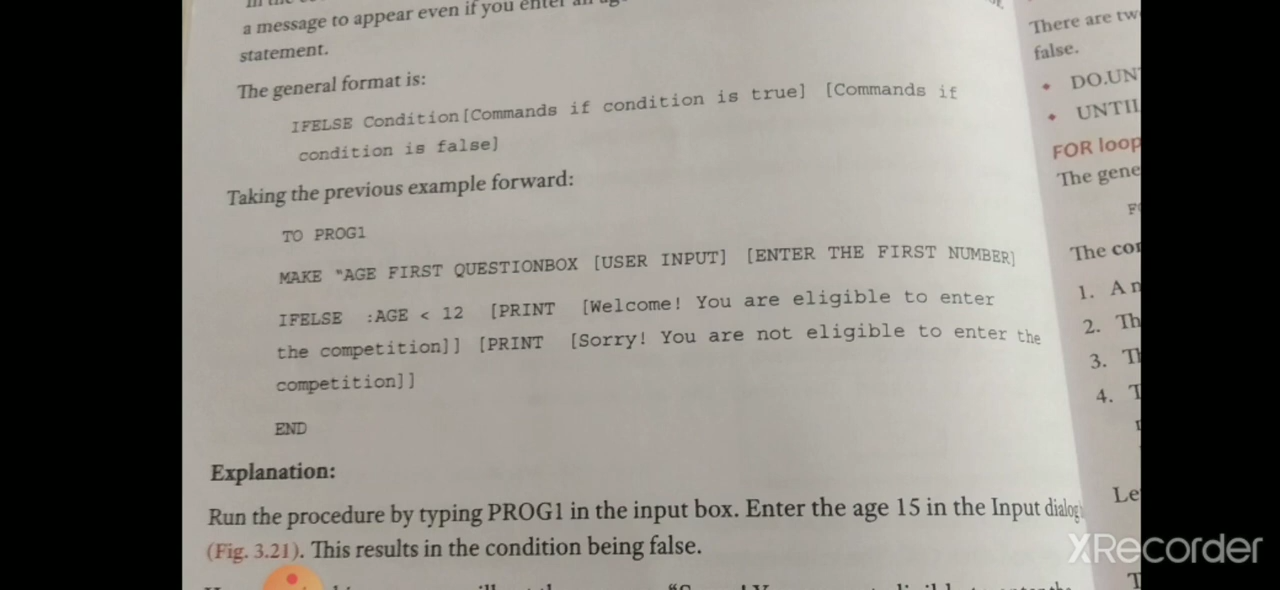 a message to appear even if you enter an
statement.
The general format is:
IFELSE Condition[Commands if condition is true] [Commands if
condition is false]
Taking the previous example forward:
TO PROG1
MAKE "AGE FIRST QUESTIONBOX [USER INPUT] [ENTER THE FIRST NUMBER]
IFELSE :AGE < 12 [PRINT [Welcome! You are eligible to enter
the competition]] [PRINT [Sorry! You are not eligible to enter the
competition]]
END
Explanation:
Run the procedure by typing PROG1 in the input box. Enter the age 15 in the Input dialog
(Fig. 3.21). This results in the condition being false.
There are tw
false.
• DO.UN
• UNTIL
FOR loop
The gene
The cor
1. A n
2. Th
3. Th
4. T
Le
T
XRecorder